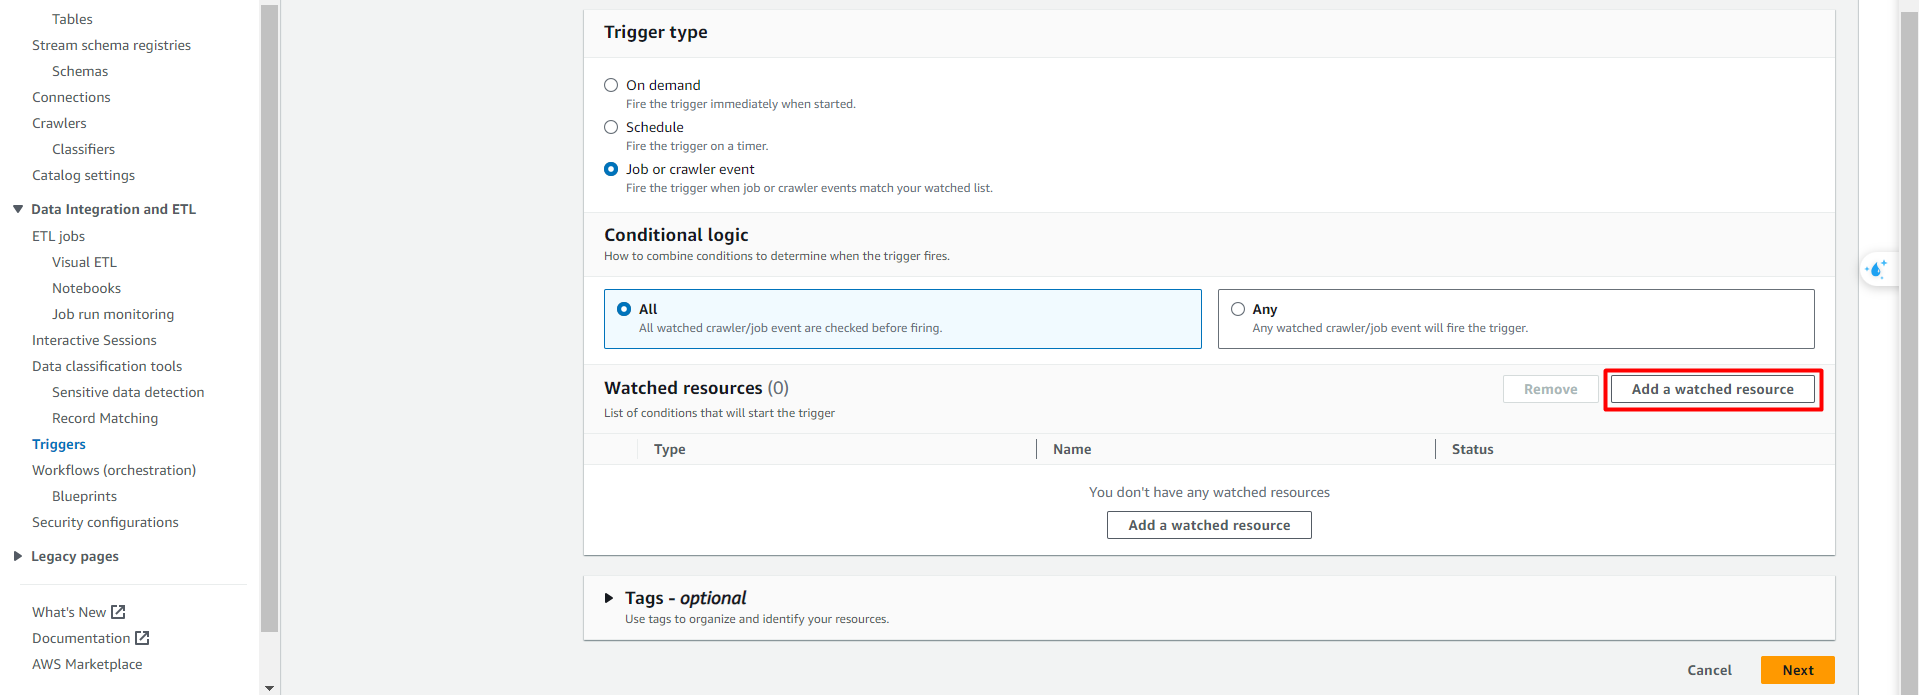 Tables
Stream schema registries
Schemas
Connections
Crawlers
Classifiers
Catalog settings
Data Integration and ETL
ETL jobs
Visual ETL
Notebooks
Job run monitoring
Interactive Sessions
Data classification tools
Sensitive data detection
Record Matching
Triggers
Workflows (orchestration)
Blueprints
Security configurations
Legacy pages
What's New
Documentation
AWS Marketplace
Trigger type
On demand
Fire the trigger immediately when started.
Schedule
Fire the trigger on a timer.
Job or crawler event
Fire the trigger when job or crawler events match your watched list.
Conditional logic
How to combine conditions to determine when the trigger fires.
All
All watched crawler/job event are checked before firing.
Any
Any watched crawler/job event will fire the trigger.
Watched resources (0)
List of conditions that will start the trigger
Remove
Add a watched resource
Type Name Status
You don't have any watched resources
Add a watched resource
Tags - optional
Use tags to organize and identify your resources.
Cancel Next